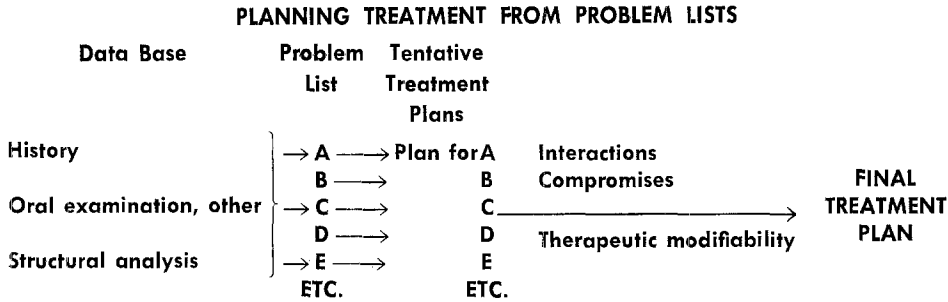 PLANNING TREATMENT FROM PROBLEM LISTS
Data Base Problem Tentative
List Treatment
Plans
History A Plan for A Interactions
B B Compromises FINAL
Oral examination, other C C TREATMENT
D D Therapeutic modifiability PLAN
Structural analysis E E
ETC. ETC.